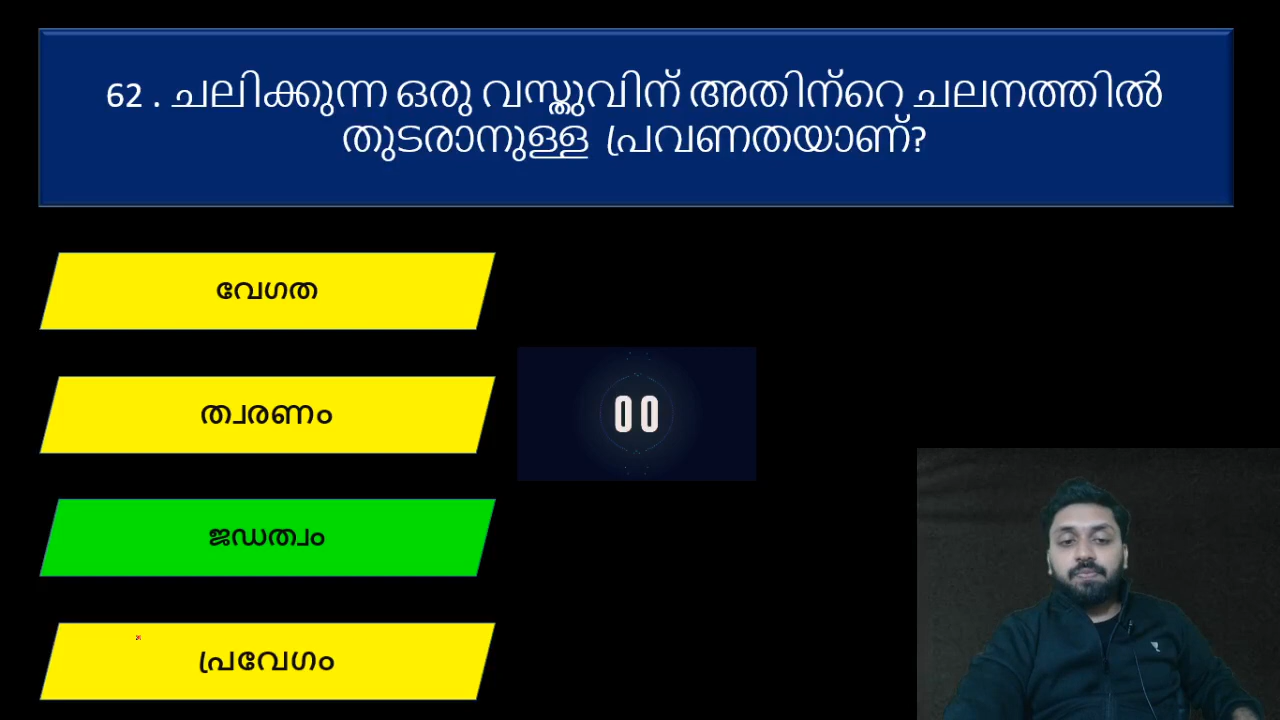 62 . ചലിക്കുന്ന ഒരു വസ്തുവിന് അതിന്റെ ചലനത്തിൽ
തുടരാനുള്ള പ്രവണതയാണ്?
വേഗത
ത്വരണം
00
ജഡത്വം
പ്രവേഗം